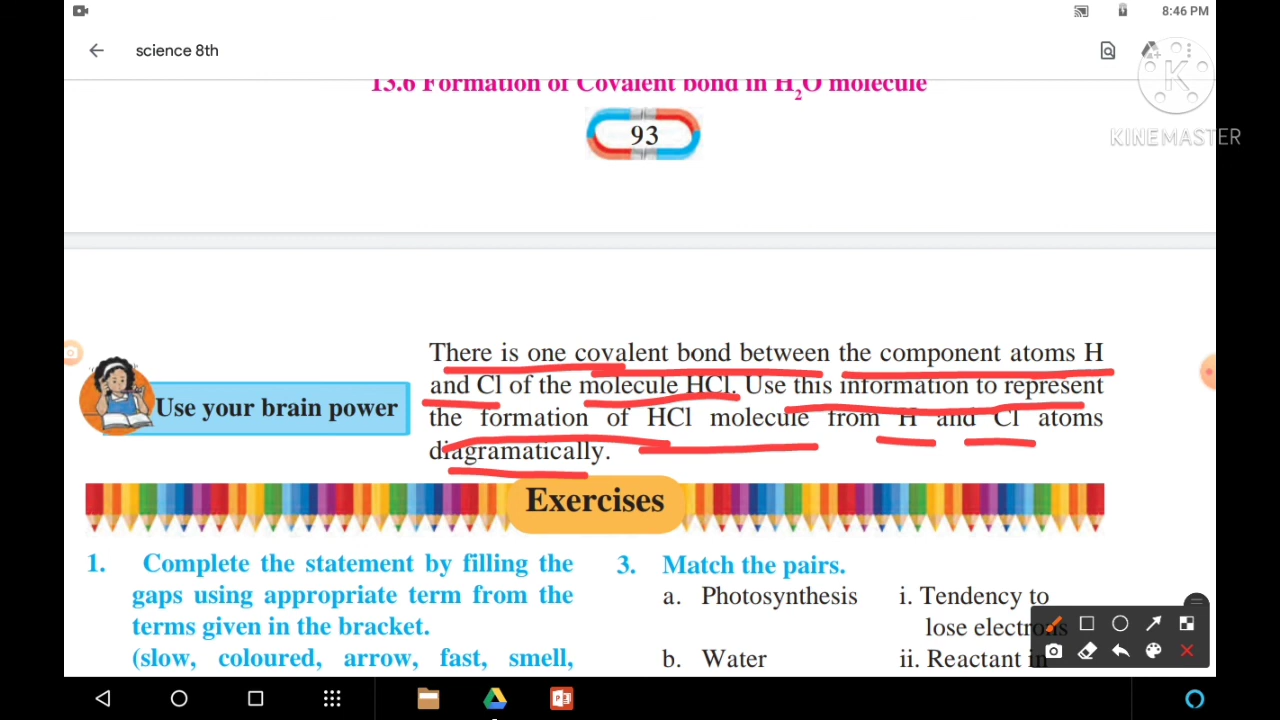 8:46 PM
science 8th
13.6 Formation of Covalent bond in H₂O molecule
K
KINEMASTER
93
There is one covalent bond between the component atoms H
and Cl of the molecule HCl. Use this information to represent
the formation of HCl molecule from H and Cl atoms
diagramatically.
Use your brain power
Exercises
1. Complete the statement by filling the
gaps using appropriate term from the
terms given in the bracket.
(slow, coloured, arrow, fast, smell,
3. Match the pairs.
a. Photosynthesis
i. Tendency to
lose electrons
b. Water
ii. Reactant in